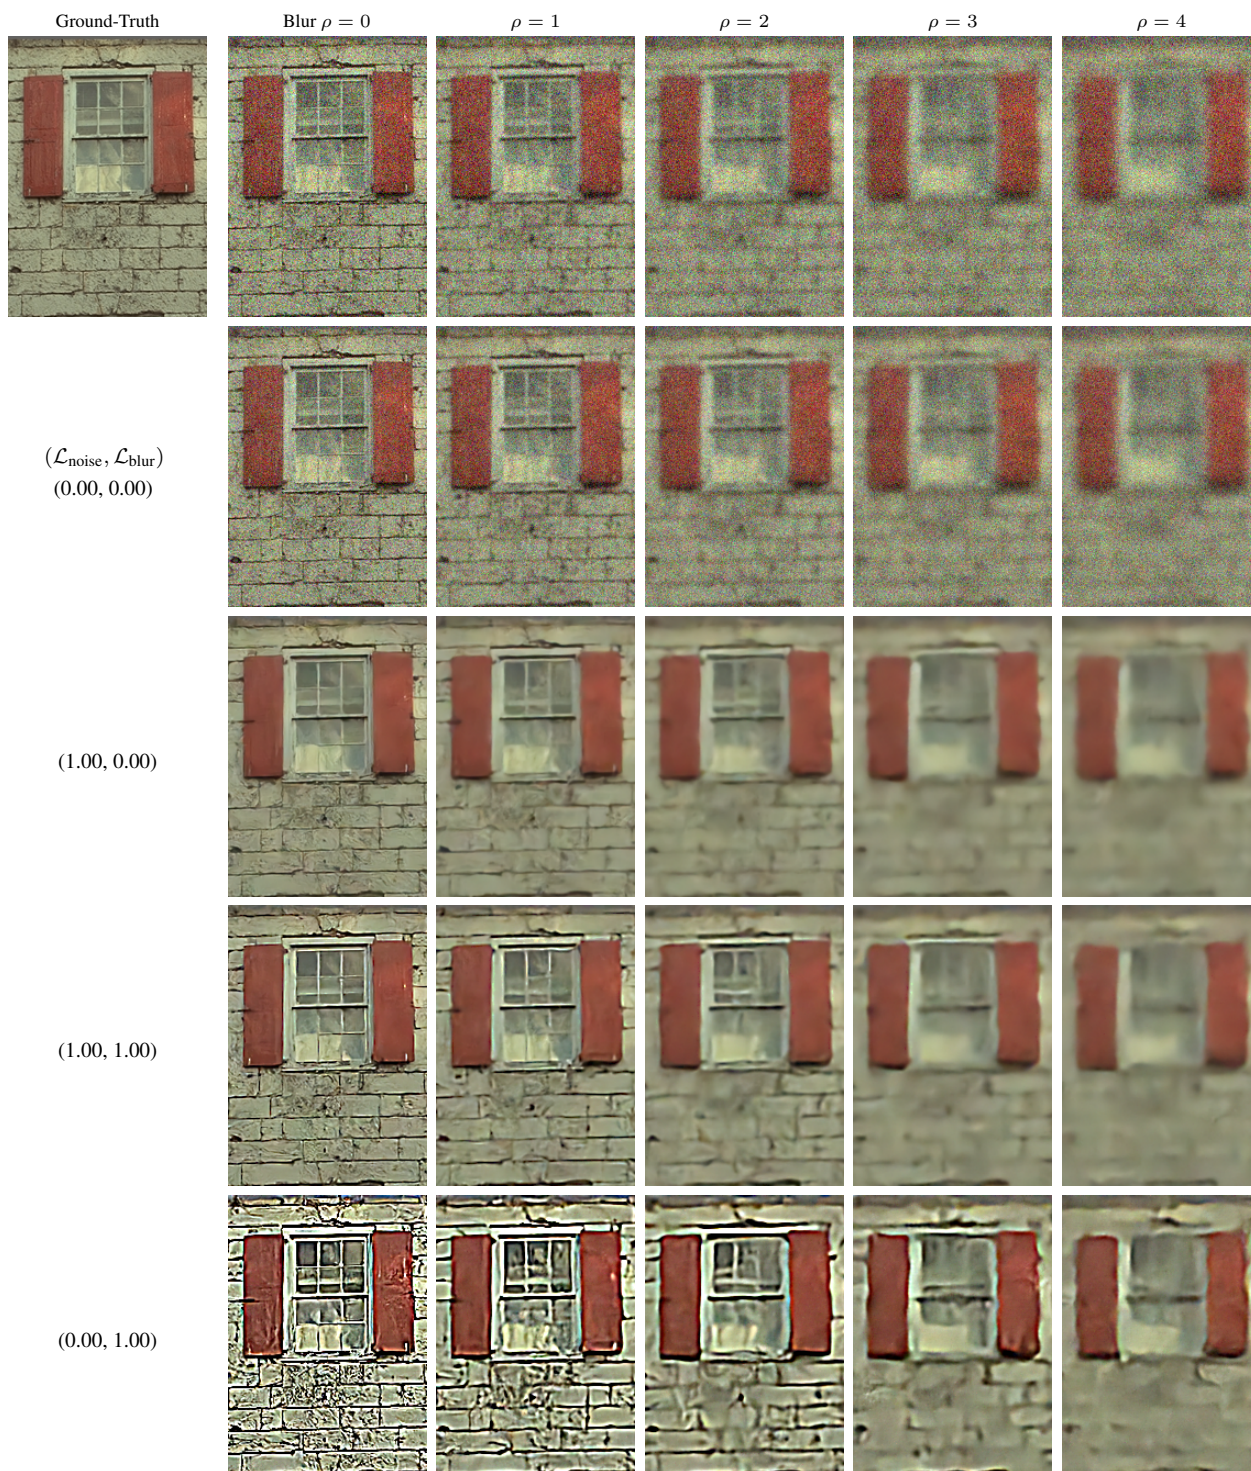 Ground-Truth
Blur ρ = 0
ρ = 1
ρ = 2
ρ = 3
ρ = 4
(ℒnoise, ℒblur)
(0.00, 0.00)
(1.00, 0.00)
(1.00, 1.00)
(0.00, 1.00)